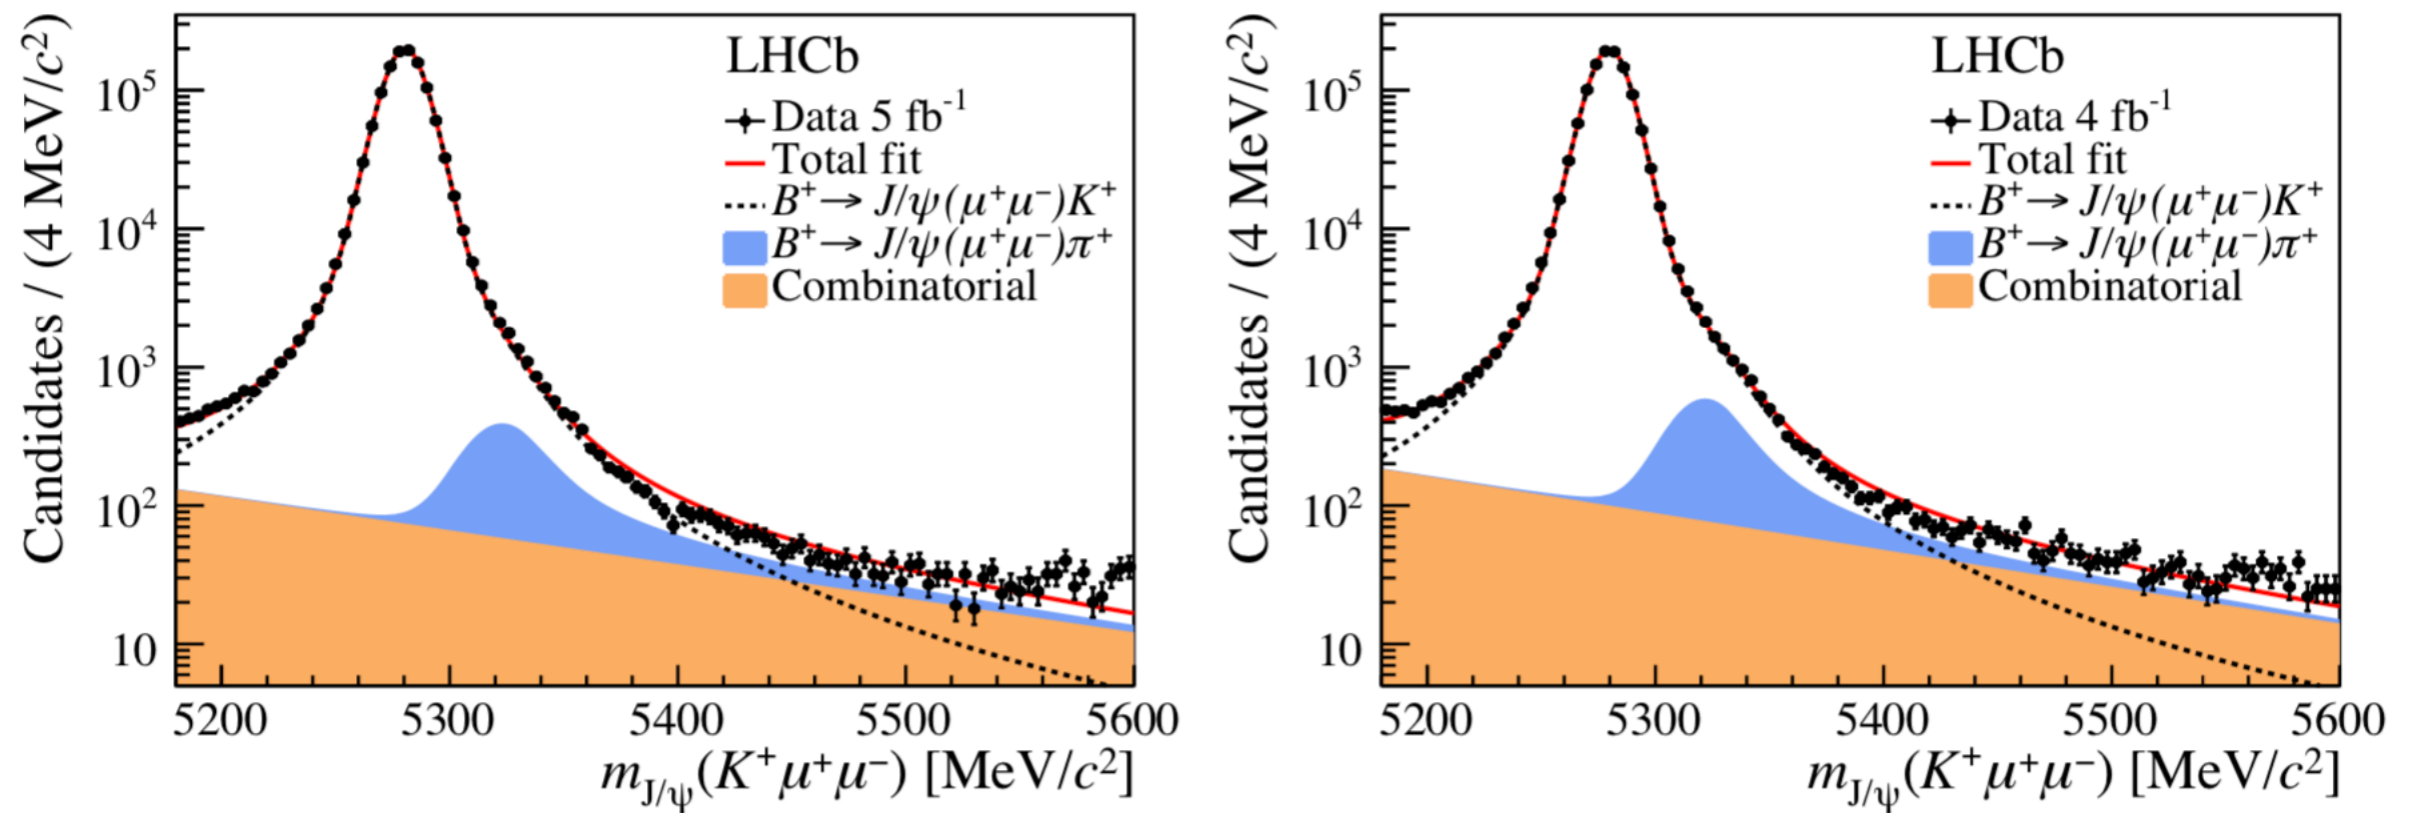 Candidates / (4 MeV/c²)
10⁵
10⁴
10³
10²
10
LHCb
Data 5 fb⁻¹
Total fit
B⁺→ J/ψ(μ⁺μ⁻)K⁺
B⁺→ J/ψ(μ⁺μ⁻)π⁺
Combinatorial
5200 5300 5400 5500 5600
m_J/ψ(K⁺μ⁺μ⁻) [MeV/c²]
Candidates / (4 MeV/c²)
10⁵
10⁴
10³
10²
10
LHCb
Data 4 fb⁻¹
Total fit
B⁺→ J/ψ(μ⁺μ⁻)K⁺
B⁺→ J/ψ(μ⁺μ⁻)π⁺
Combinatorial
5200 5300 5400 5500 5600
m_J/ψ(K⁺μ⁺μ⁻) [MeV/c²]